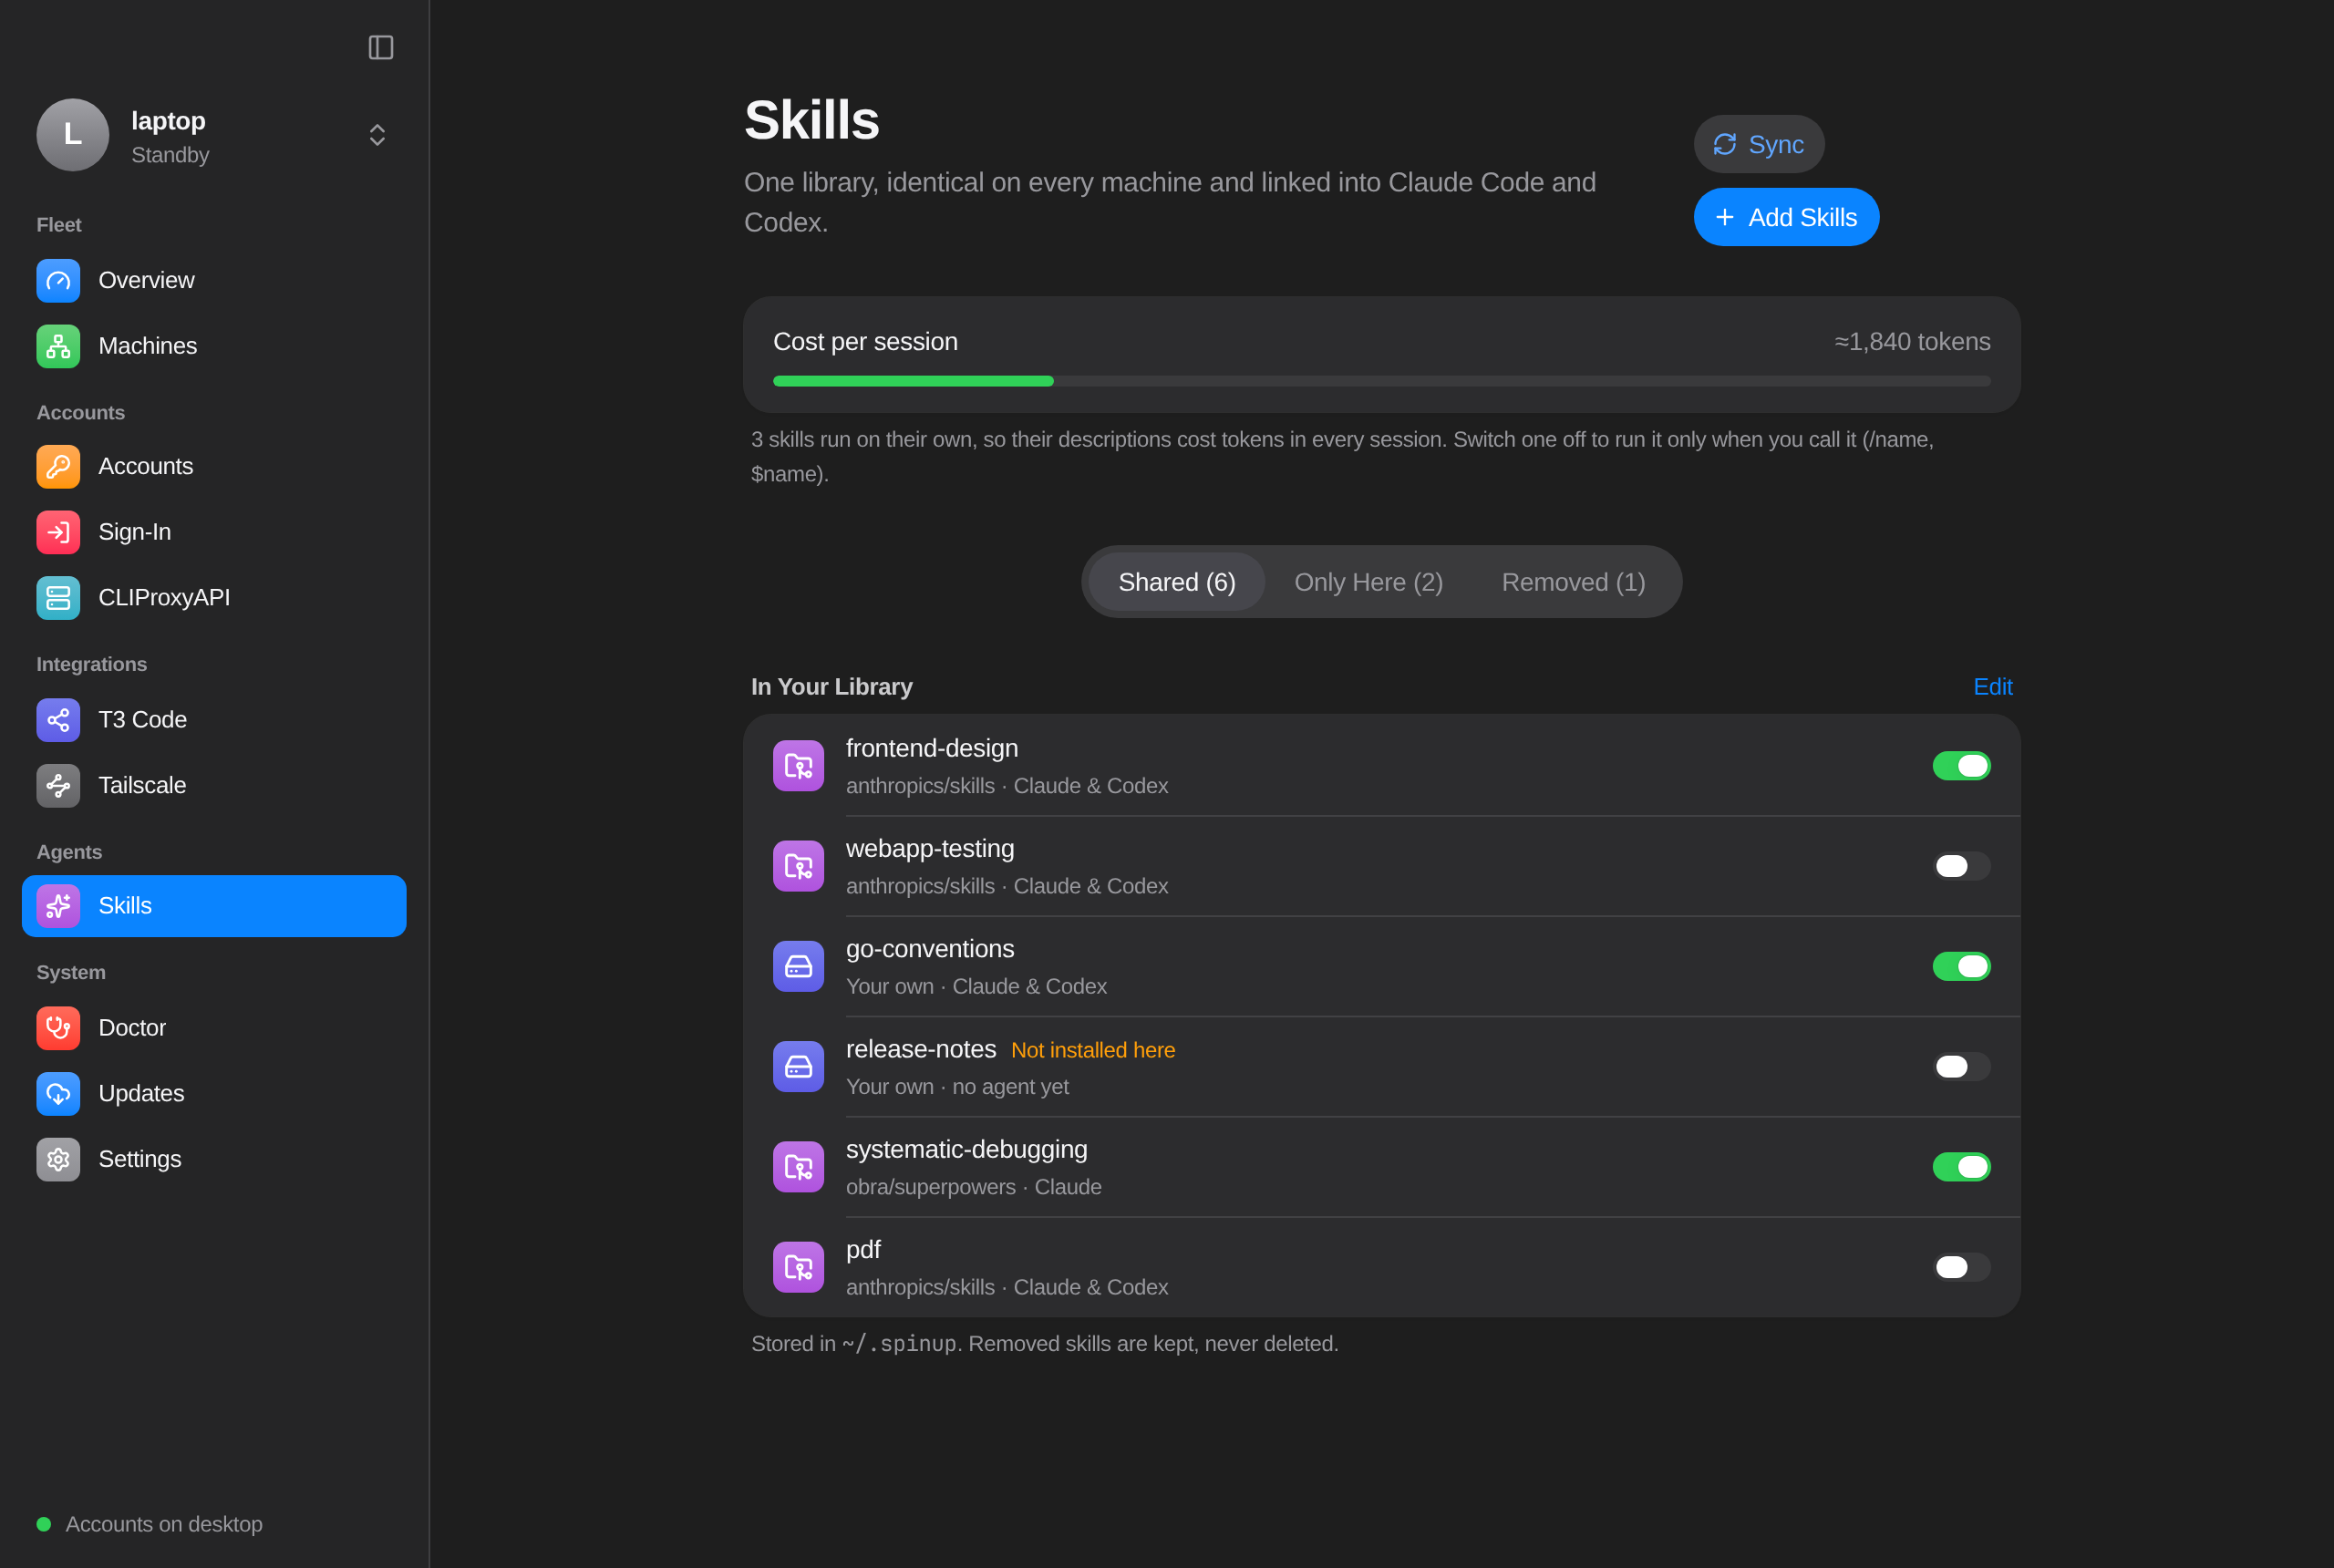 L
laptop
Standby
Fleet
Overview
Machines
Accounts
Accounts
Sign-In
CLIProxyAPI
Integrations
T3 Code
Tailscale
Agents
Skills
System
Doctor
Updates
Settings
Accounts on desktop
Skills
One library, identical on every machine and linked into Claude Code and
Codex.
Sync
Add Skills
Cost per session
≈1,840 tokens
3 skills run on their own, so their descriptions cost tokens in every session. Switch one off to run it only when you call it (/name,
$name).
Shared (6)
Only Here (2)
Removed (1)
In Your Library
Edit
frontend-design
anthropics/skills · Claude & Codex
webapp-testing
anthropics/skills · Claude & Codex
go-conventions
Your own · Claude & Codex
release-notes Not installed here
Your own · no agent yet
systematic-debugging
obra/superpowers · Claude
pdf
anthropics/skills · Claude & Codex
Stored in ~/.spinup. Removed skills are kept, never deleted.